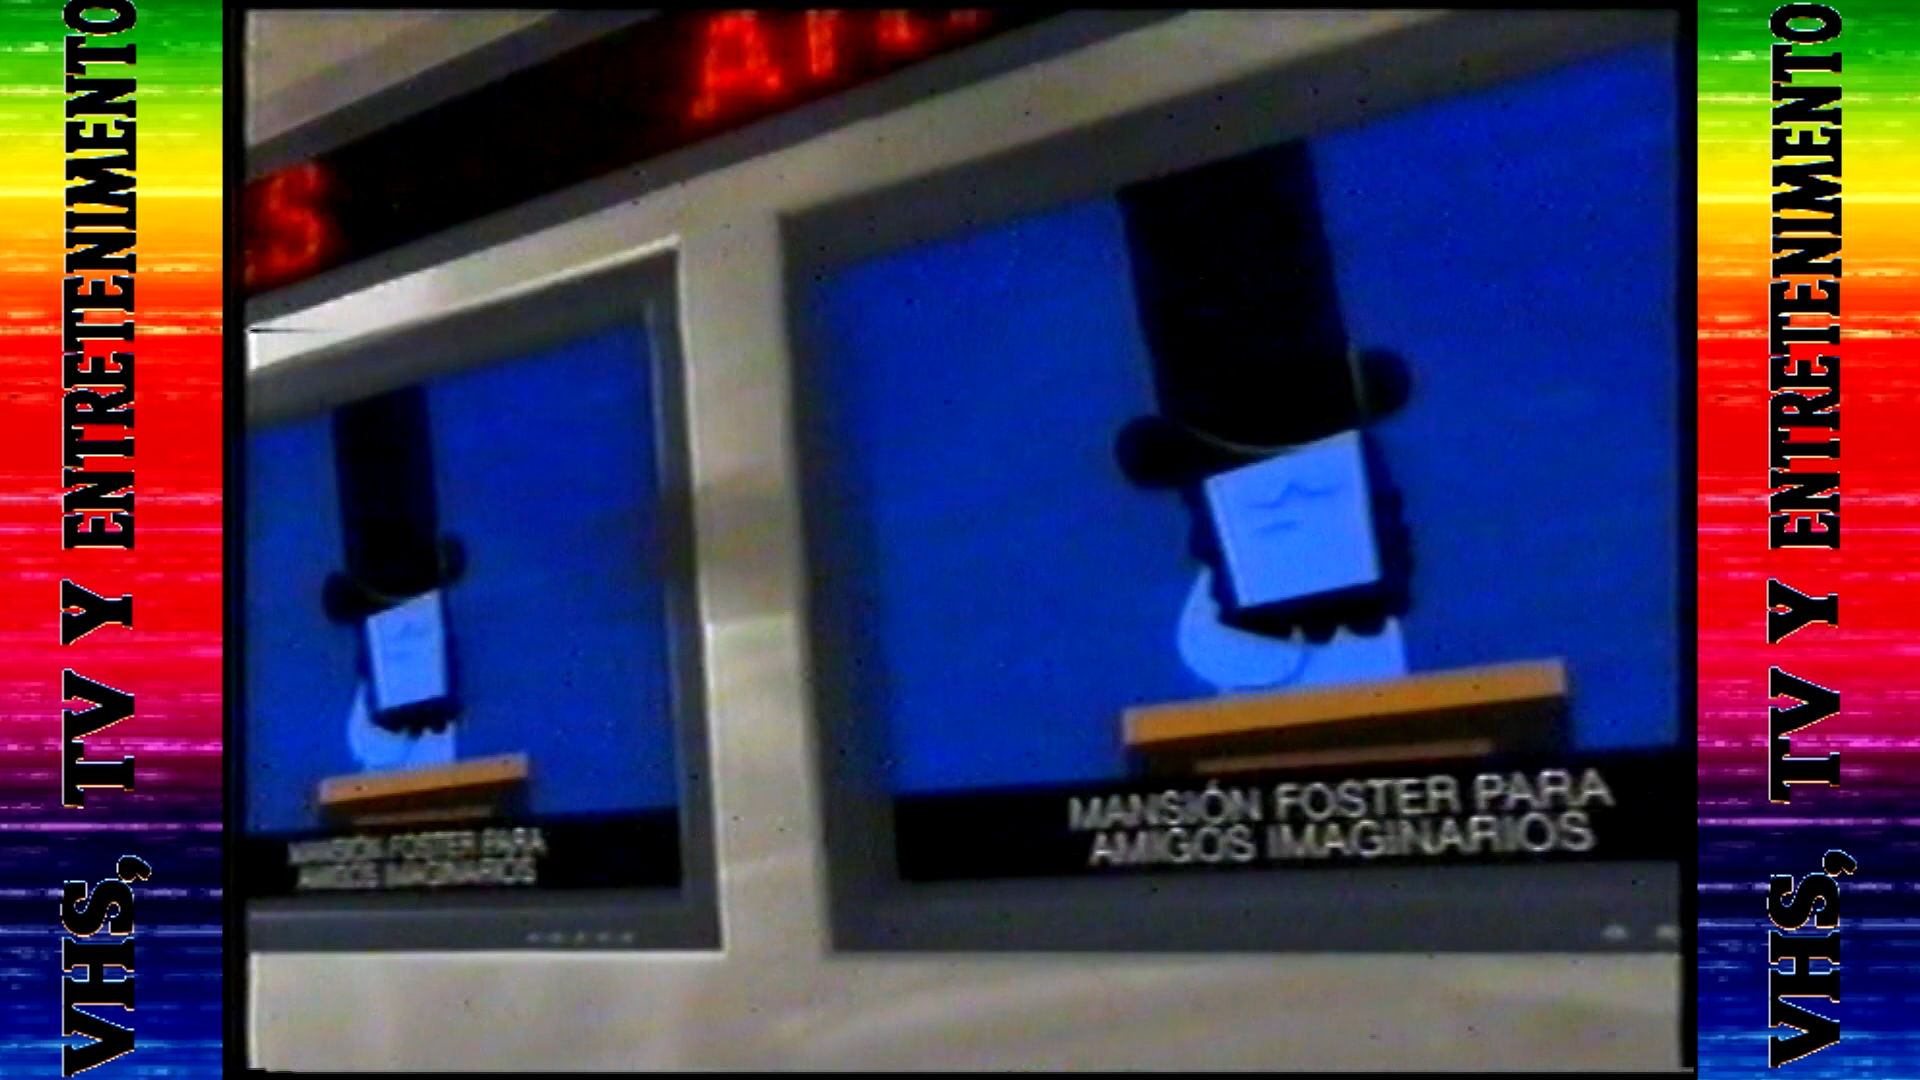 VHS, TV Y ENTRETENIMENTO
S
MANSIÓN FOSTER PARA
AMIGOS IMAGINARIOS
MANSIÓN FOSTER PARA
AMIGOS IMAGINARIOS
VHS, TV Y ENTRETENIMENTO